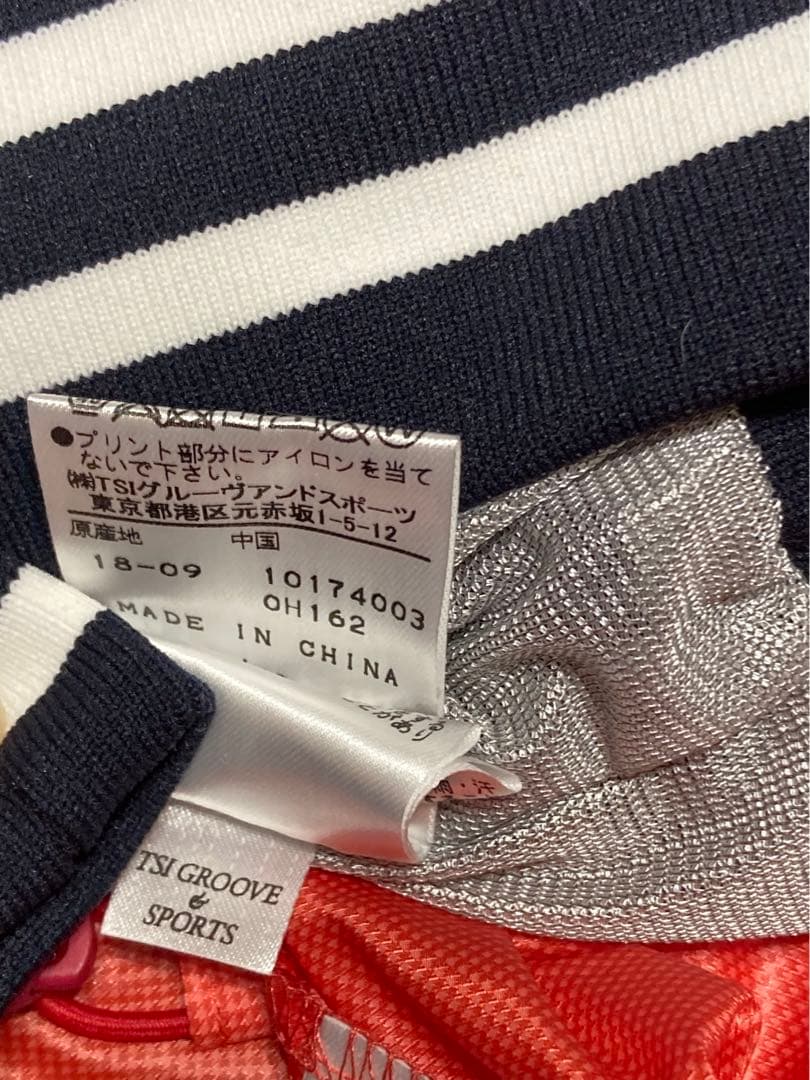 ●プリント部分にアイロンを当て
ないで下さい。
㈱TSIグルーヴアンドスポーツ
東京都港区元赤坂1-5-12
原産地 中国
18-09 10174003
OH162
MADE IN CHINA
TSI GROOVE
&
SPORTS